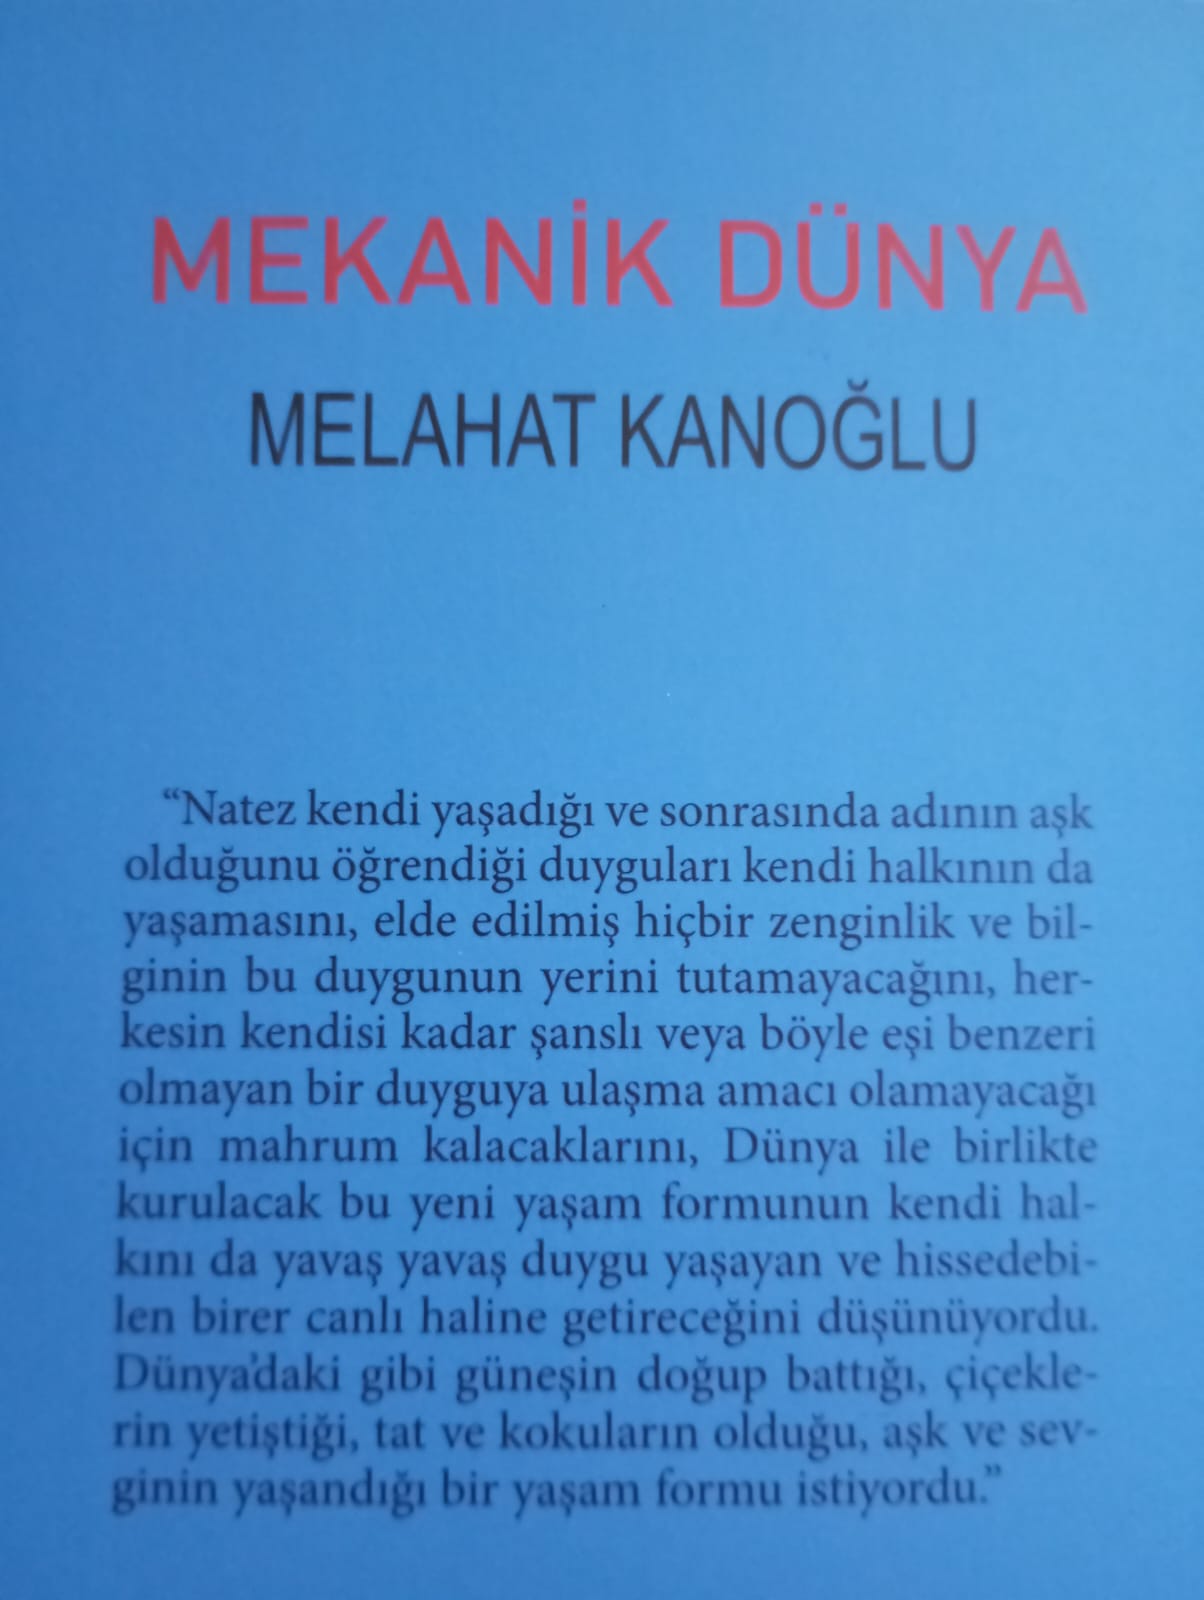 MEKANİK DÜNYA
MELAHAT KANOĞLU
“Natez kendi yaşadığı ve sonrasında adının aşk
olduğunu öğrendiği duyguları kendi halkının da
yaşamasını, elde edilmiş hiçbir zenginlik ve bil-
ginin bu duygunun yerini tutamayacağını, her-
kesin kendisi kadar şanslı veya böyle eşi benzeri
olmayan bir duyguya ulaşma amacı olamayacağı
için mahrum kalacaklarını, Dünya ile birlikte
kurulacak bu yeni yaşam formunun kendi hal-
kını da yavaş yavaş duygu yaşayan ve hissedebi-
len birer canlı haline getireceğini düşünüyordu.
Dünya’daki gibi güneşin doğup battığı, çiçekle-
rin yetiştiği, tat ve kokuların olduğu, aşk ve sev-
ginin yaşandığı bir yaşam formu istiyordu.”